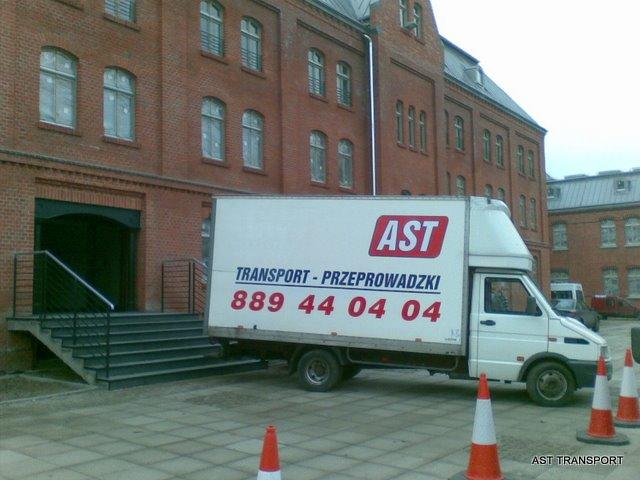 AST
TRANSPORT - PRZEPROWADZKI
889 44 04 04
AST TRANSPORT